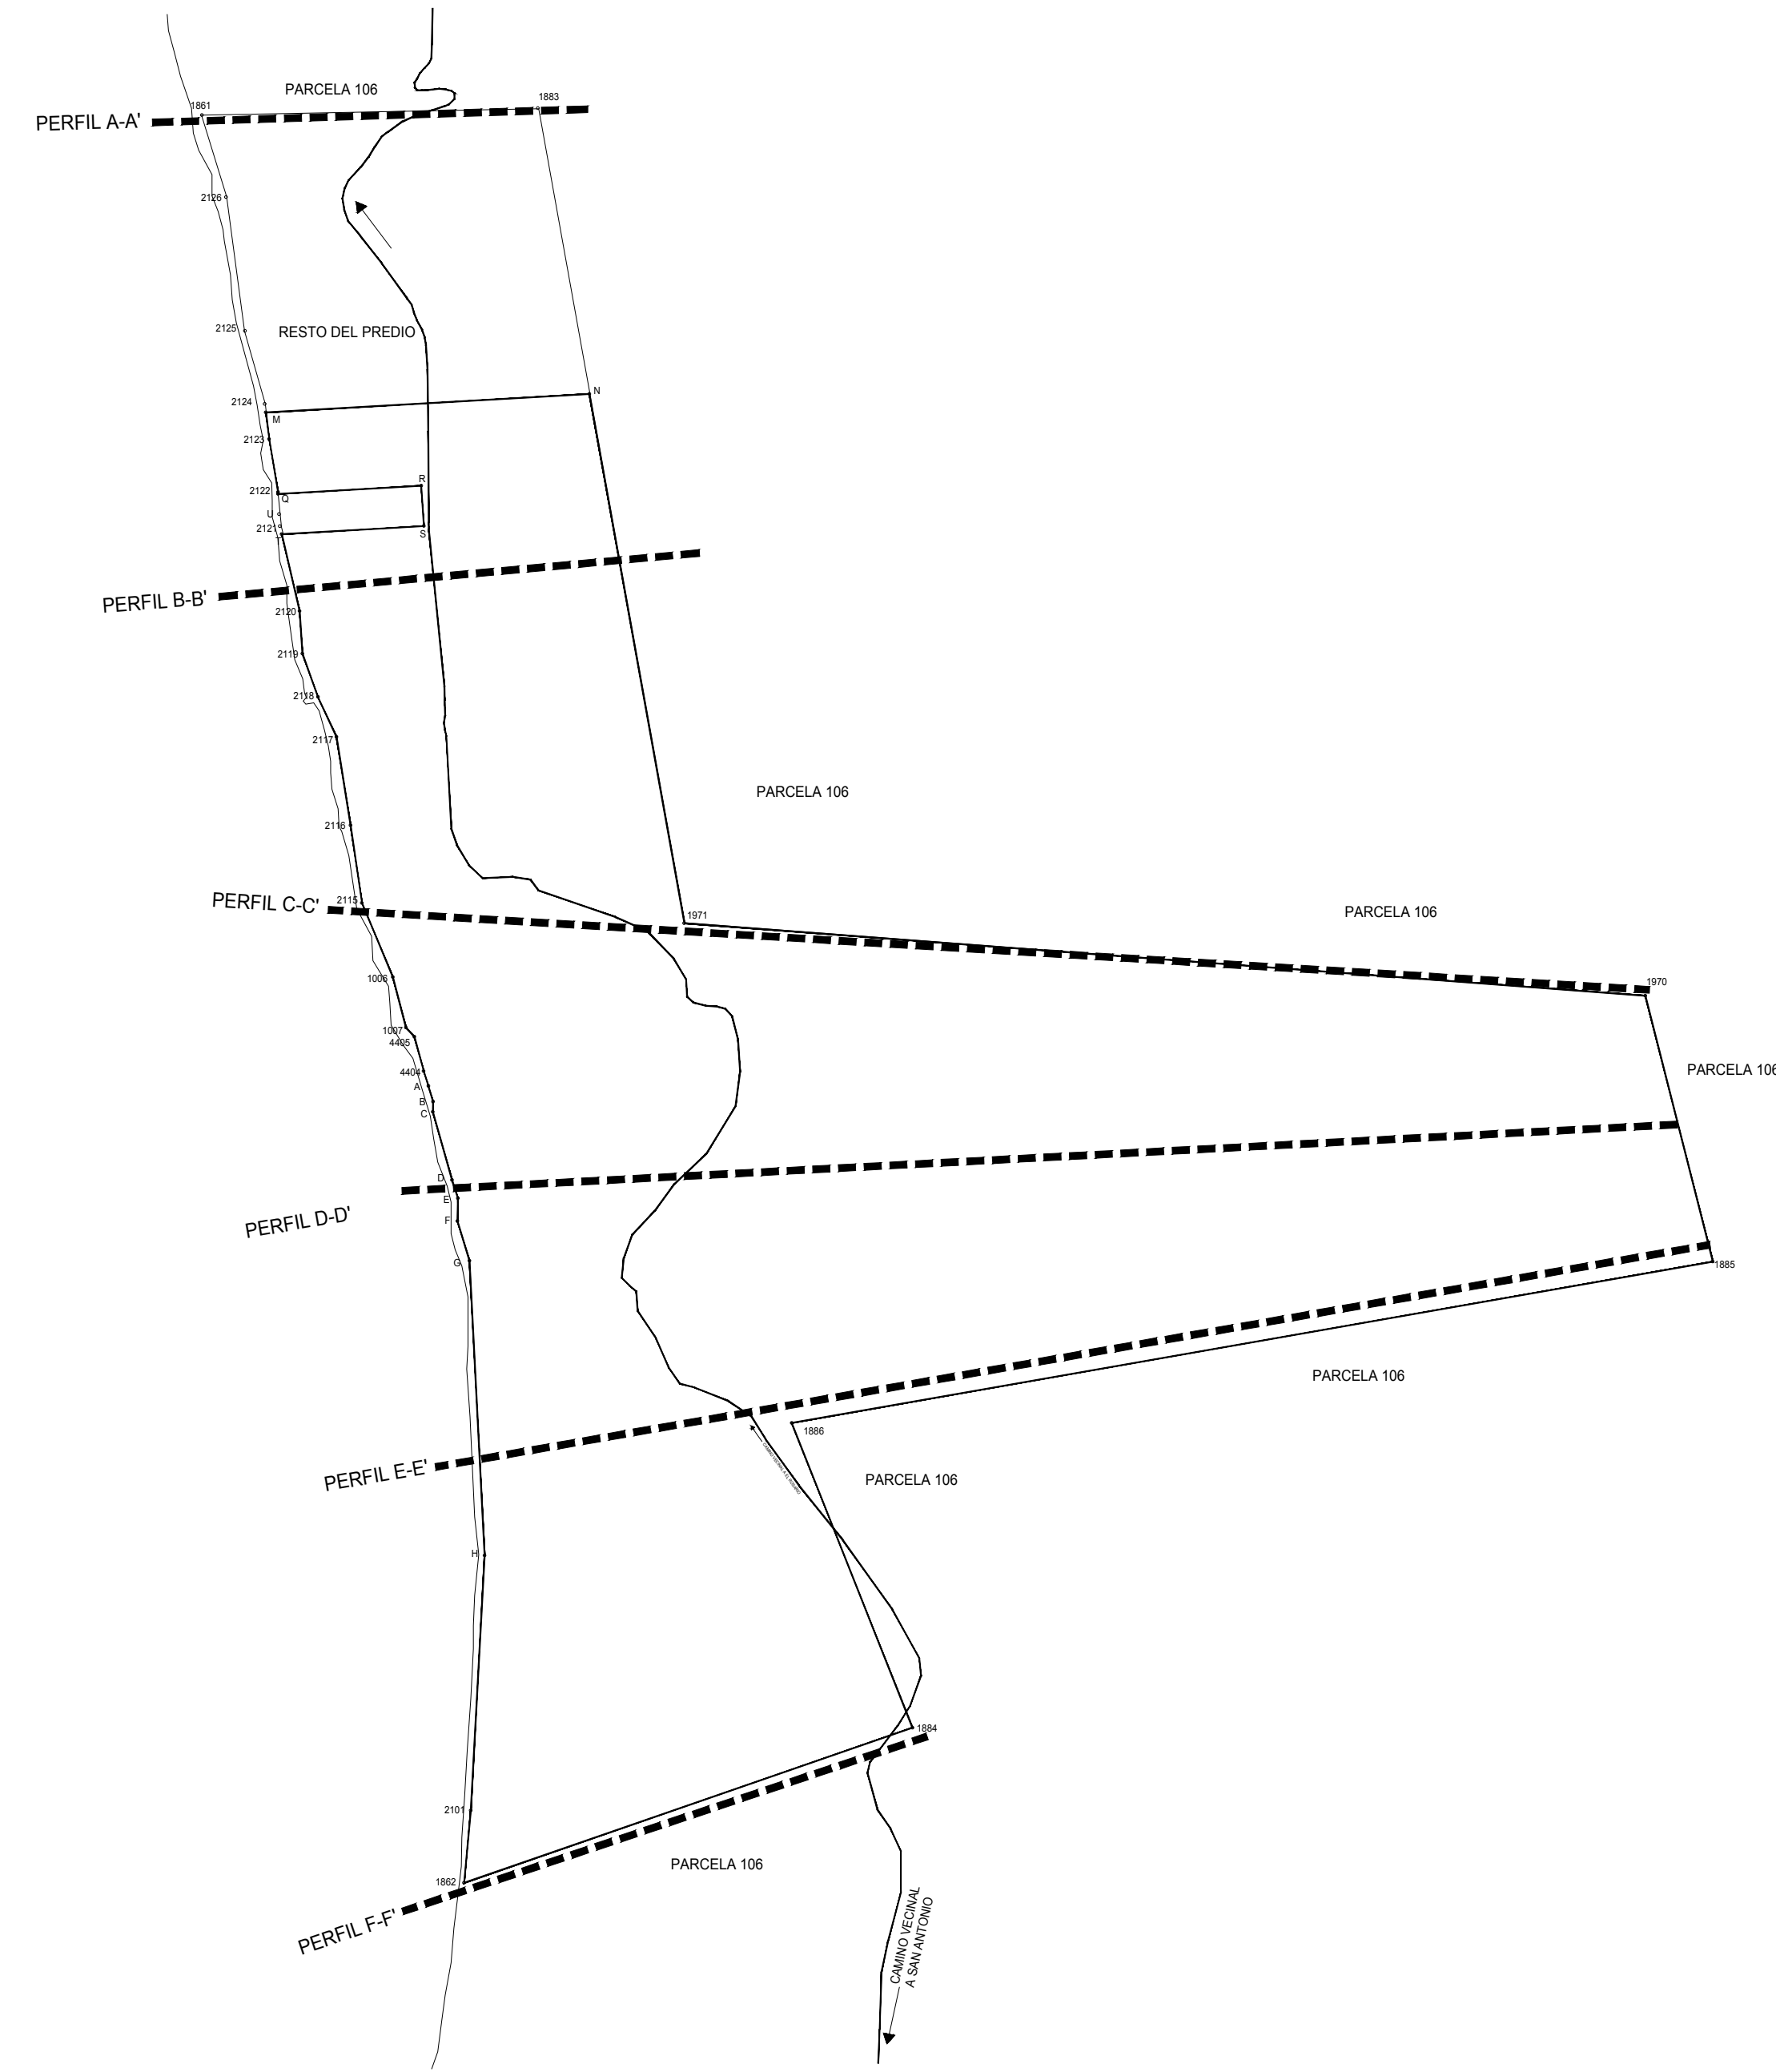 PARCELA 106
1883
1861
PERFIL A-A'
2126
2125
RESTO DEL PREDIO
N
2124
M
2123
R
2122
Q
U
2121
S
T
PERFIL B-B'
2120
2119
2118
2117
PARCELA 106
2116
2115
PERFIL C-C'
1971
PARCELA 106
1006
1970
1007
4405
4404
PARCELA 106
A
B
C
D
E
PERFIL D-D'
F
G
1885
PARCELA 106
1886
PERFIL E-E'
PARCELA 106
H
1884
2101
PARCELA 106
1862
PERFIL F-F'
CAMINO VECINAL
A SAN ANTONIO